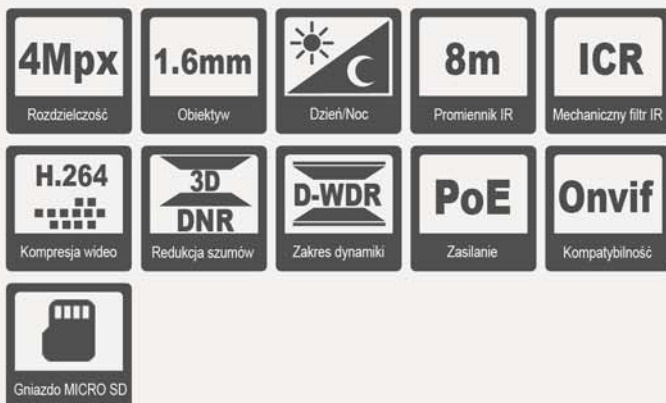 4Mpx
Rozdzielczość
1.6mm
Obiektyw
Dzień/Noc
8m
Promiennik IR
ICR
Mechaniczny filtr IR
H.264
Kompresja wideo
3D
DNR
Redukcja szumów
D-WDR
Zakres dynamiki
PoE
Zasilanie
Onvif
Kompatybilność
Gniazdo MICRO SD